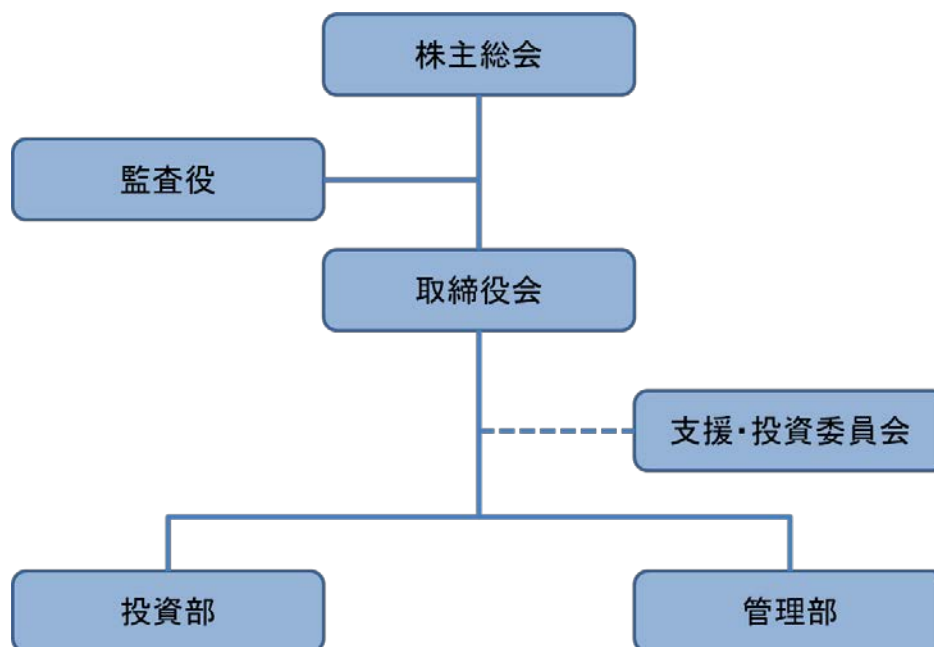 株主総会
監査役
取締役会
支援・投資委員会
投資部
管理部